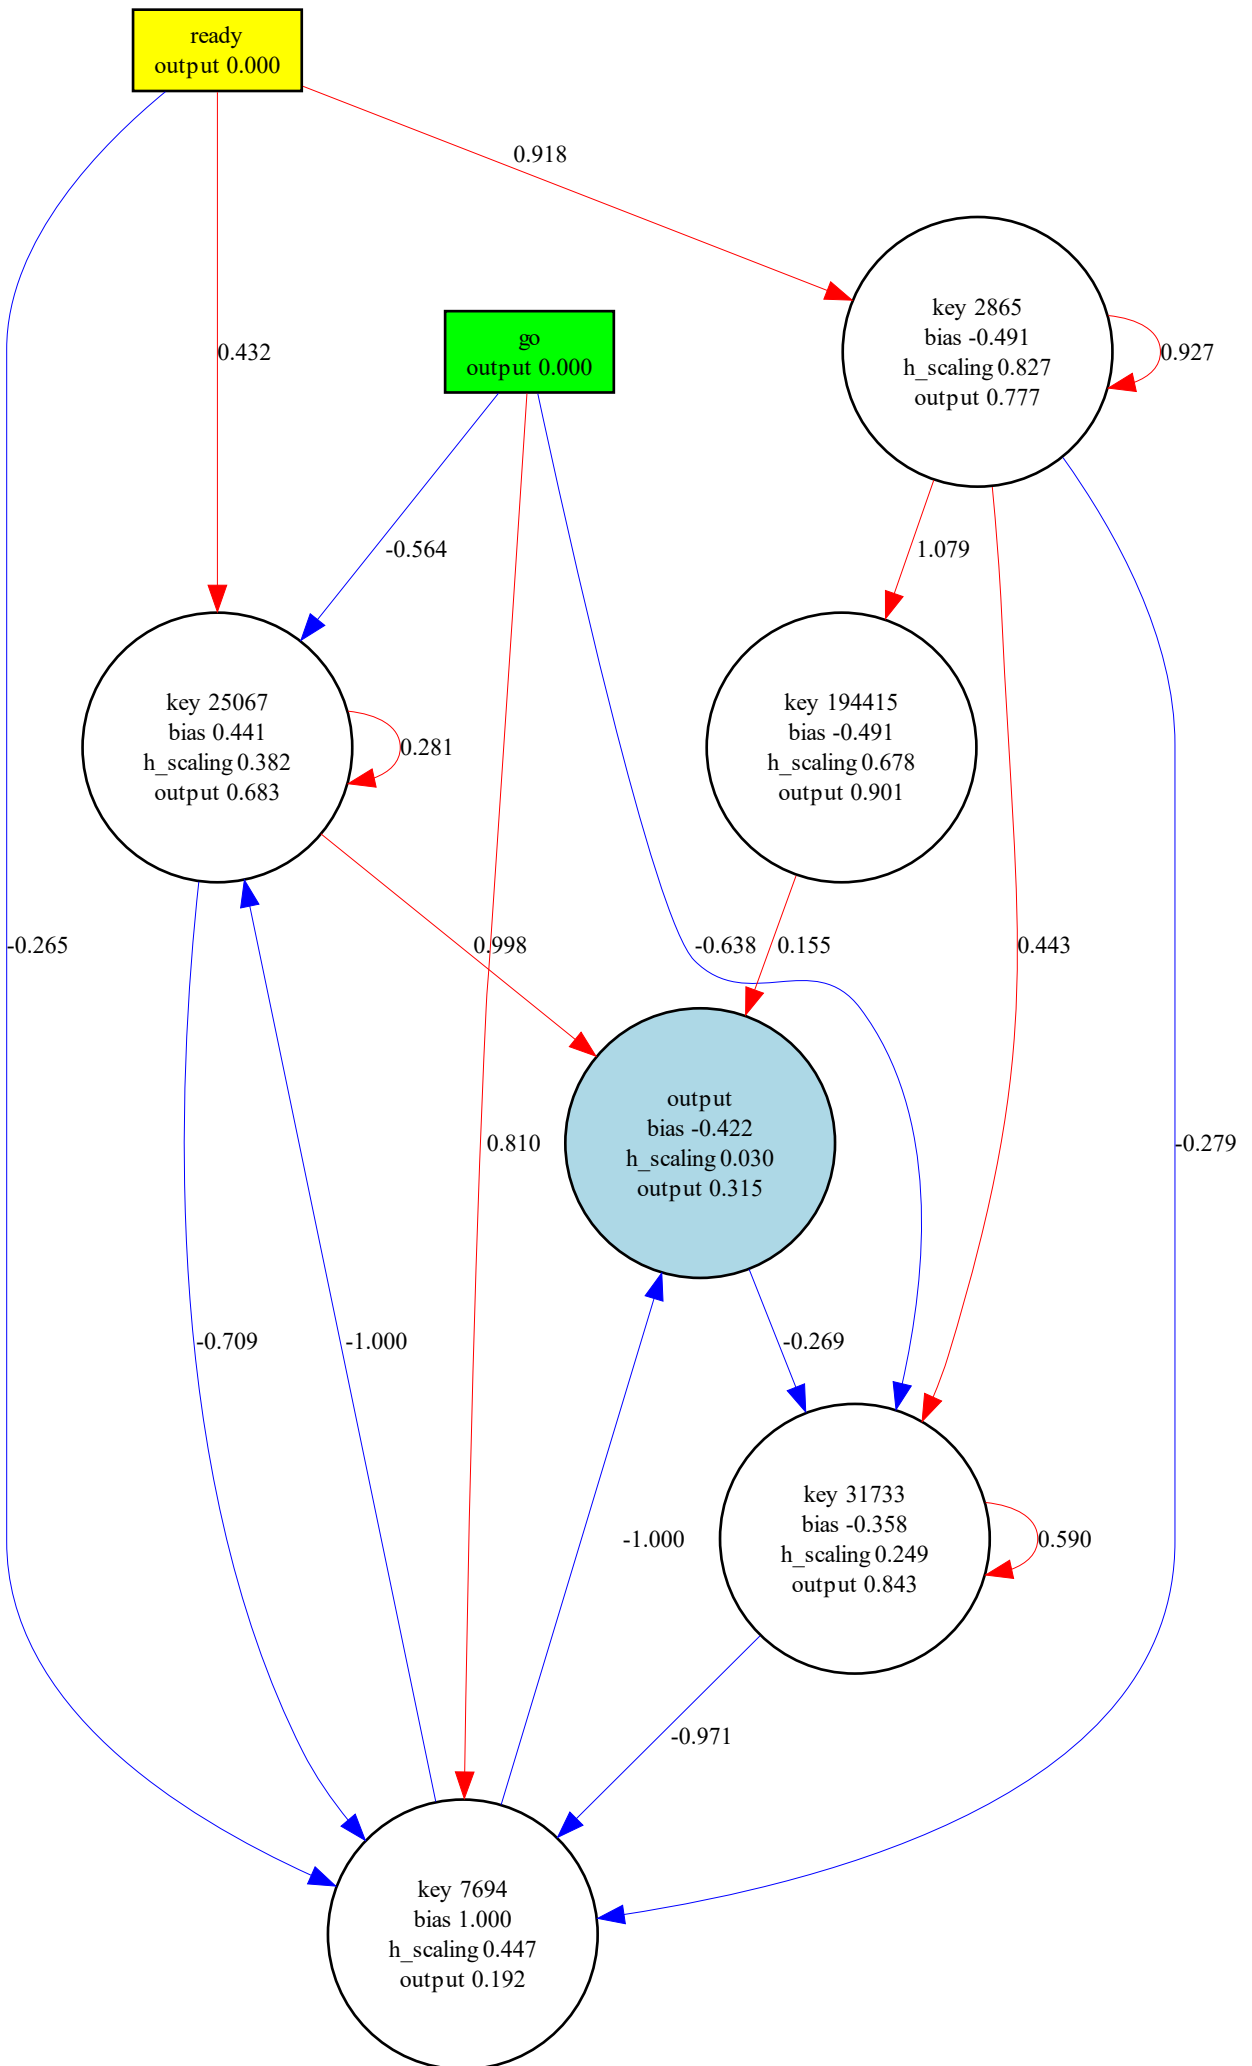 ready
output 0.000
0.918
go
output 0.000
key 2865
bias -0.491
h_scaling 0.827
output 0.777
0.432
0.927
-0.564
1.079
key 25067
bias 0.441
h_scaling 0.382
output 0.683
0.281
key 194415
bias -0.491
h_scaling 0.678
output 0.901
-0.265
0.998
-0.638
0.155
0.443
output
bias -0.422
h_scaling 0.030
output 0.315
0.810
-0.279
-0.709
-1.000
-0.269
-1.000
key 31733
bias -0.358
h_scaling 0.249
output 0.843
0.590
-0.971
key 7694
bias 1.000
h_scaling 0.447
output 0.192